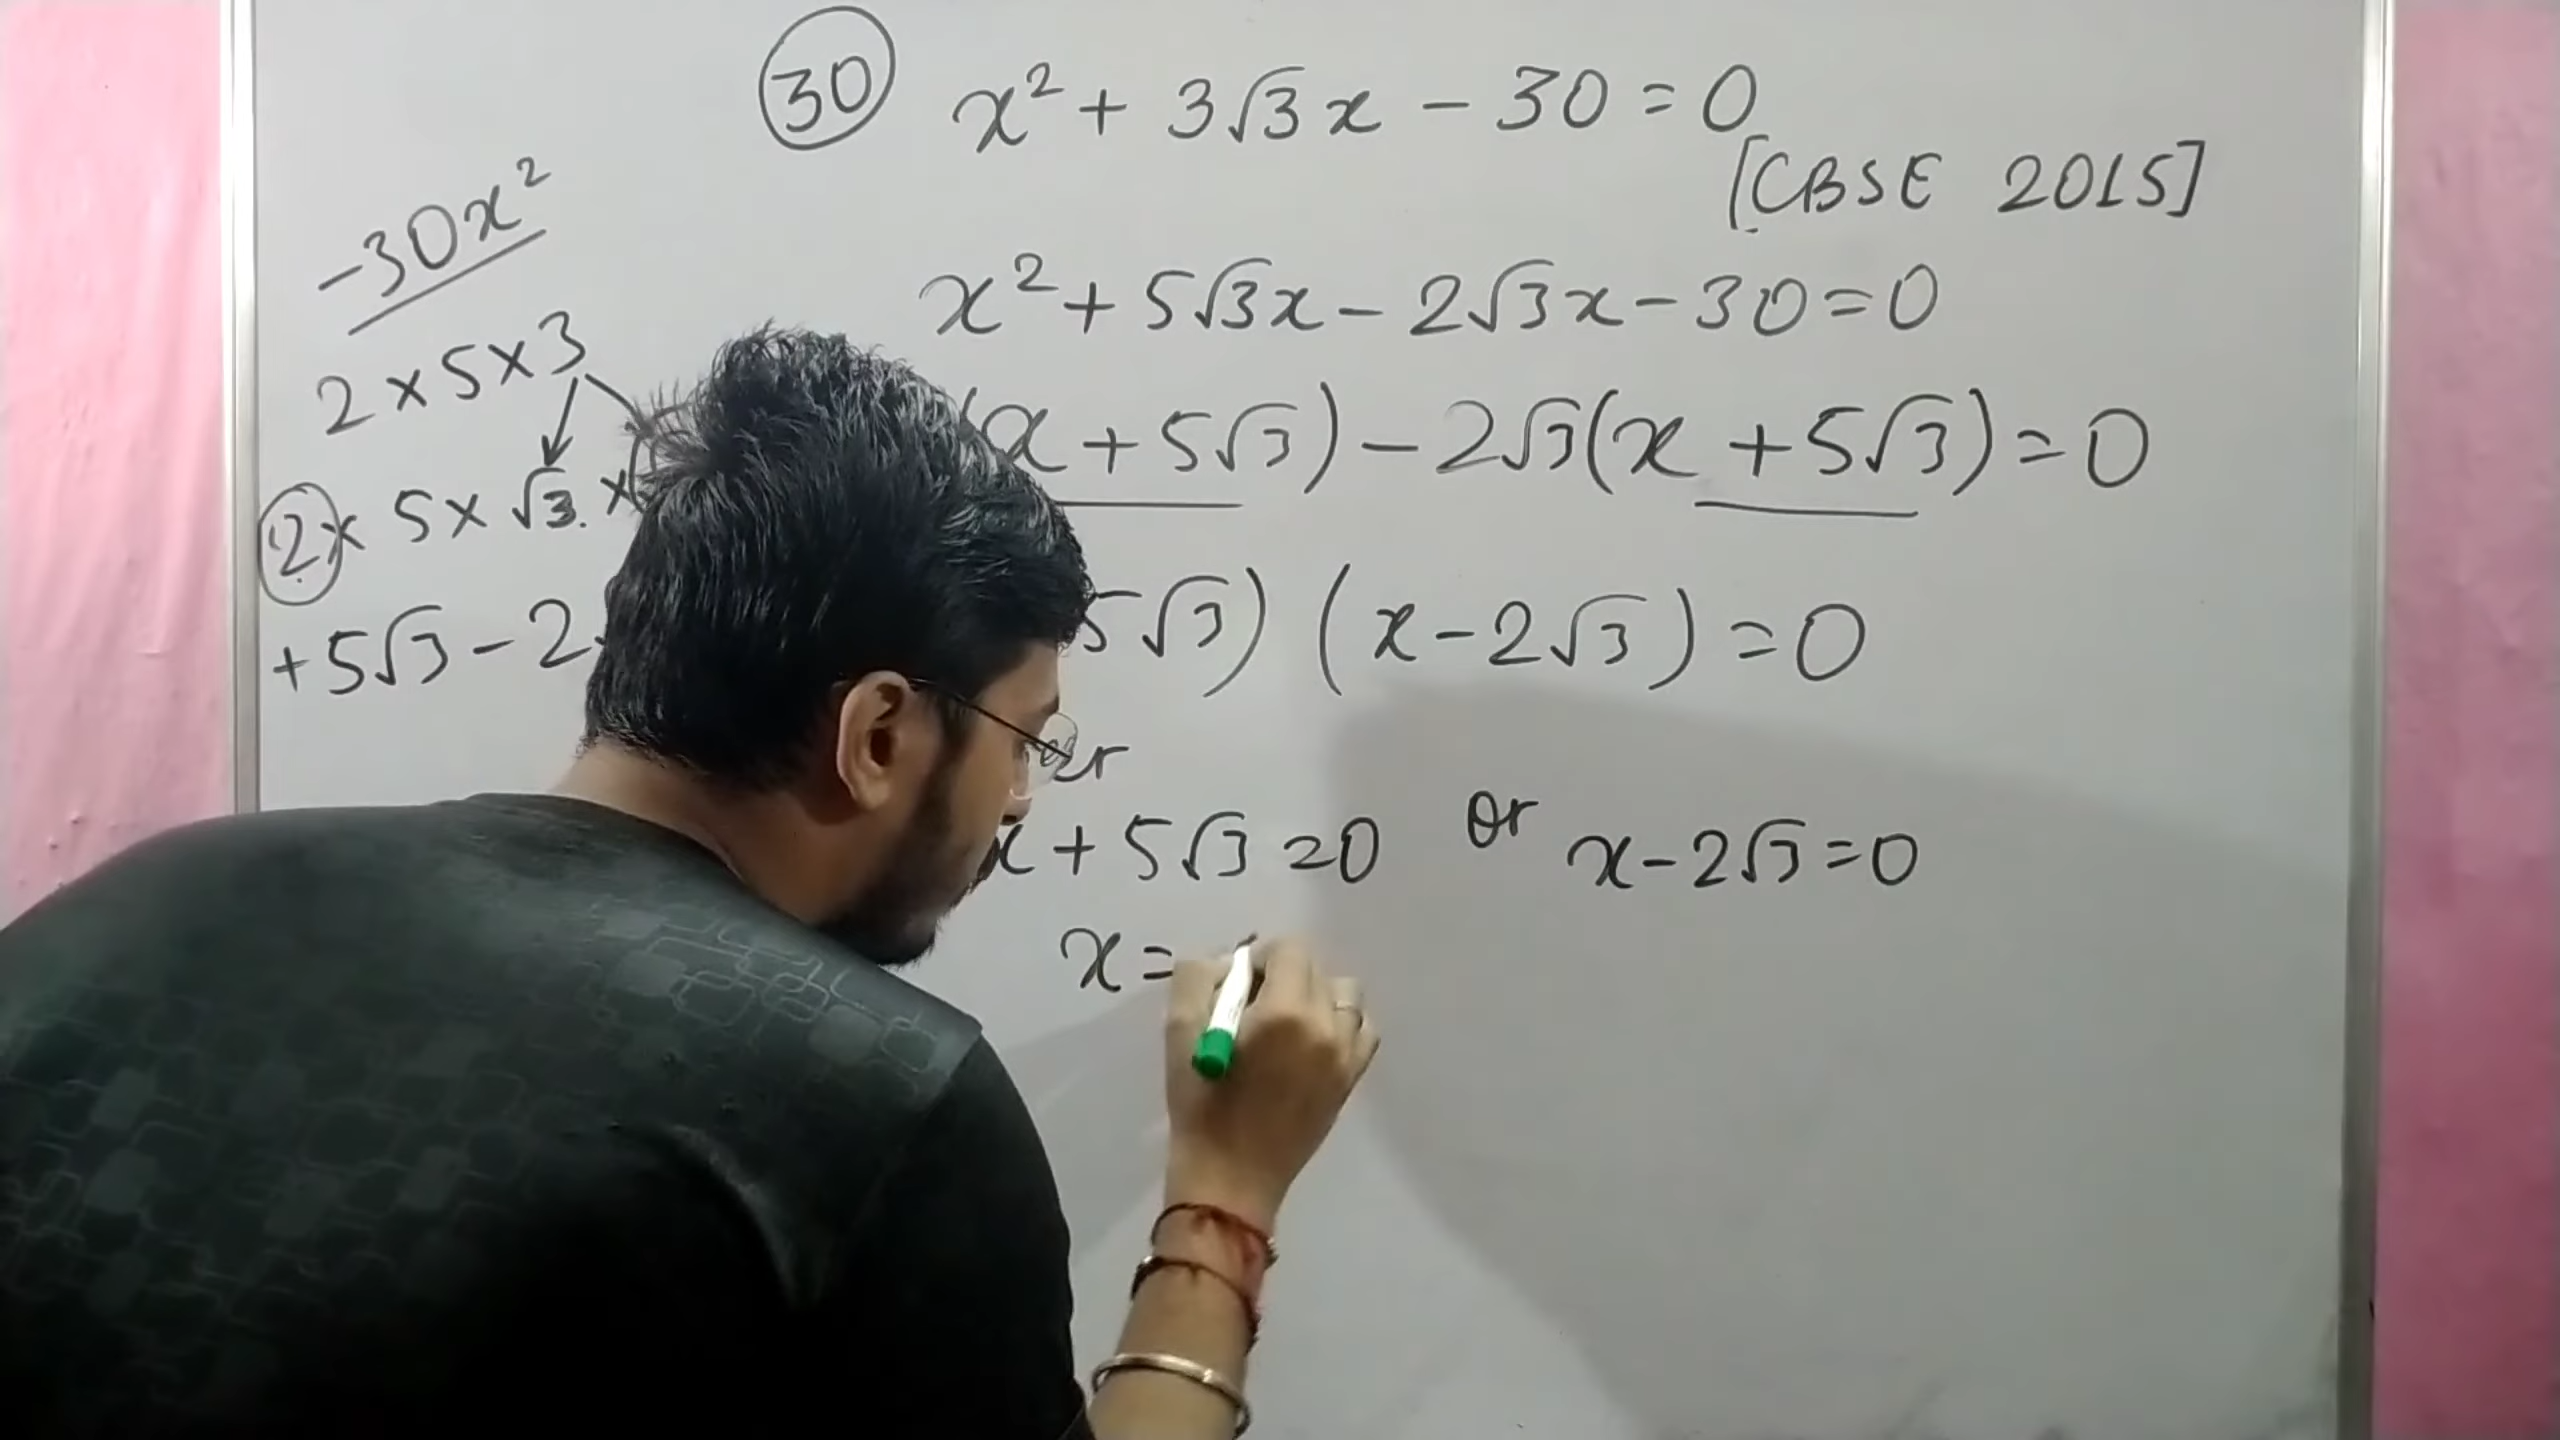 30 x² + 3√3x - 30 = 0
[CBSE 2015]
-30x²
2 × 5 × 3
2 × 5 × √3 ×
+5√3 - 2
x² + 5√3x - 2√3x - 30 = 0
(x + 5√3) - 2√3(x + 5√3) = 0
5√3) (x - 2√3) = 0
er
x + 5√3 = 0 or x - 2√3 = 0
x =